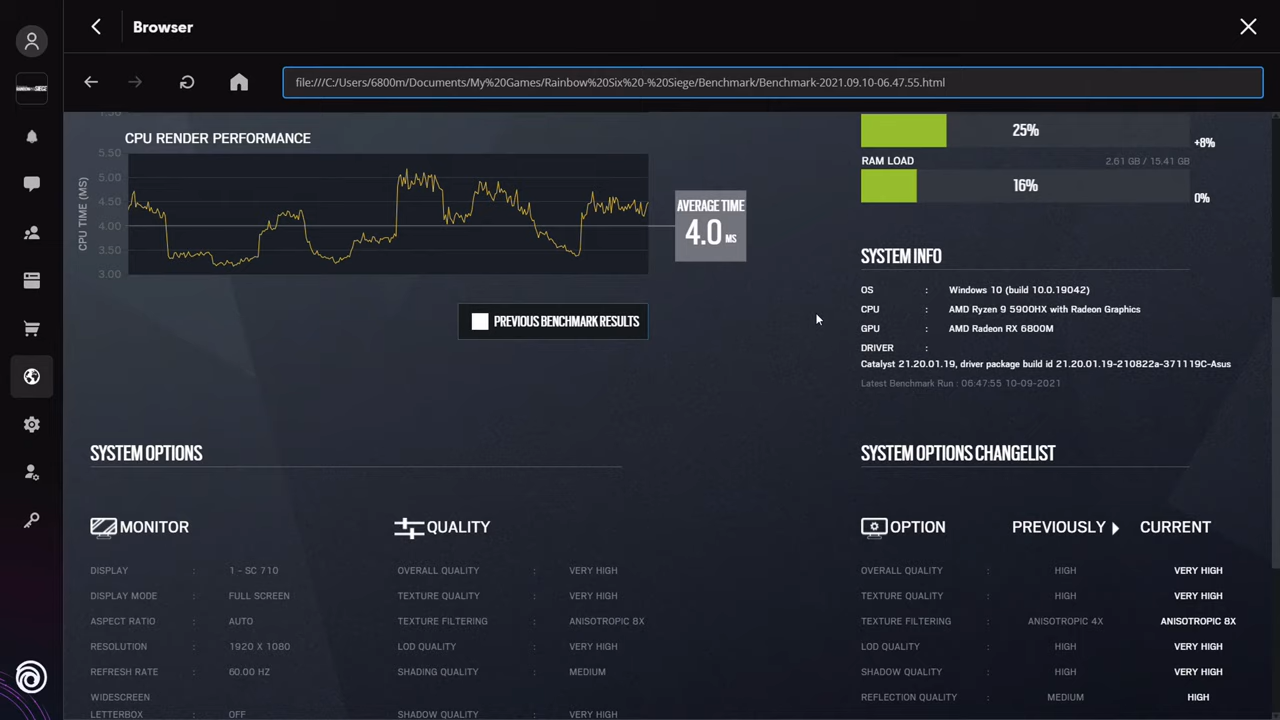 Browser
file:///C:/Users/6800m/Documents/My%20Games/Rainbow%20Six%20-%20Siege/Benchmark/Benchmark-2021.09.10-06.47.55.html
CPU RENDER PERFORMANCE
CPU TIME (MS)
5.50
5.00
4.50
4.00
3.50
3.00
AVERAGE TIME
4.0 MS
PREVIOUS BENCHMARK RESULTS
25%
+8%
RAM LOAD 2.61 GB / 15.41 GB
16%
0%
SYSTEM INFO
OS : Windows 10 (build 10.0.19042)
CPU : AMD Ryzen 9 5900HX with Radeon Graphics
GPU : AMD Radeon RX 6800M
DRIVER :
Catalyst 21.20.01.19, driver package build id 21.20.01.19-210822a-371119C-Asus
Latest Benchmark Run : 06:47:55 10-09-2021
SYSTEM OPTIONS
MONITOR
DISPLAY : 1 - SC 710
DISPLAY MODE : FULL SCREEN
ASPECT RATIO : AUTO
RESOLUTION : 1920 X 1080
REFRESH RATE : 60.00 HZ
WIDESCREEN
LETTERBOX : OFF
QUALITY
OVERALL QUALITY : VERY HIGH
TEXTURE QUALITY : VERY HIGH
TEXTURE FILTERING : ANISOTROPIC 8X
LOD QUALITY : VERY HIGH
SHADING QUALITY : MEDIUM
SHADOW QUALITY : VERY HIGH
SYSTEM OPTIONS CHANGELIST
OPTION PREVIOUSLY CURRENT
OVERALL QUALITY : HIGH VERY HIGH
TEXTURE QUALITY : HIGH VERY HIGH
TEXTURE FILTERING : ANISOTROPIC 4X ANISOTROPIC 8X
LOD QUALITY : HIGH VERY HIGH
SHADOW QUALITY : HIGH VERY HIGH
REFLECTION QUALITY : MEDIUM HIGH